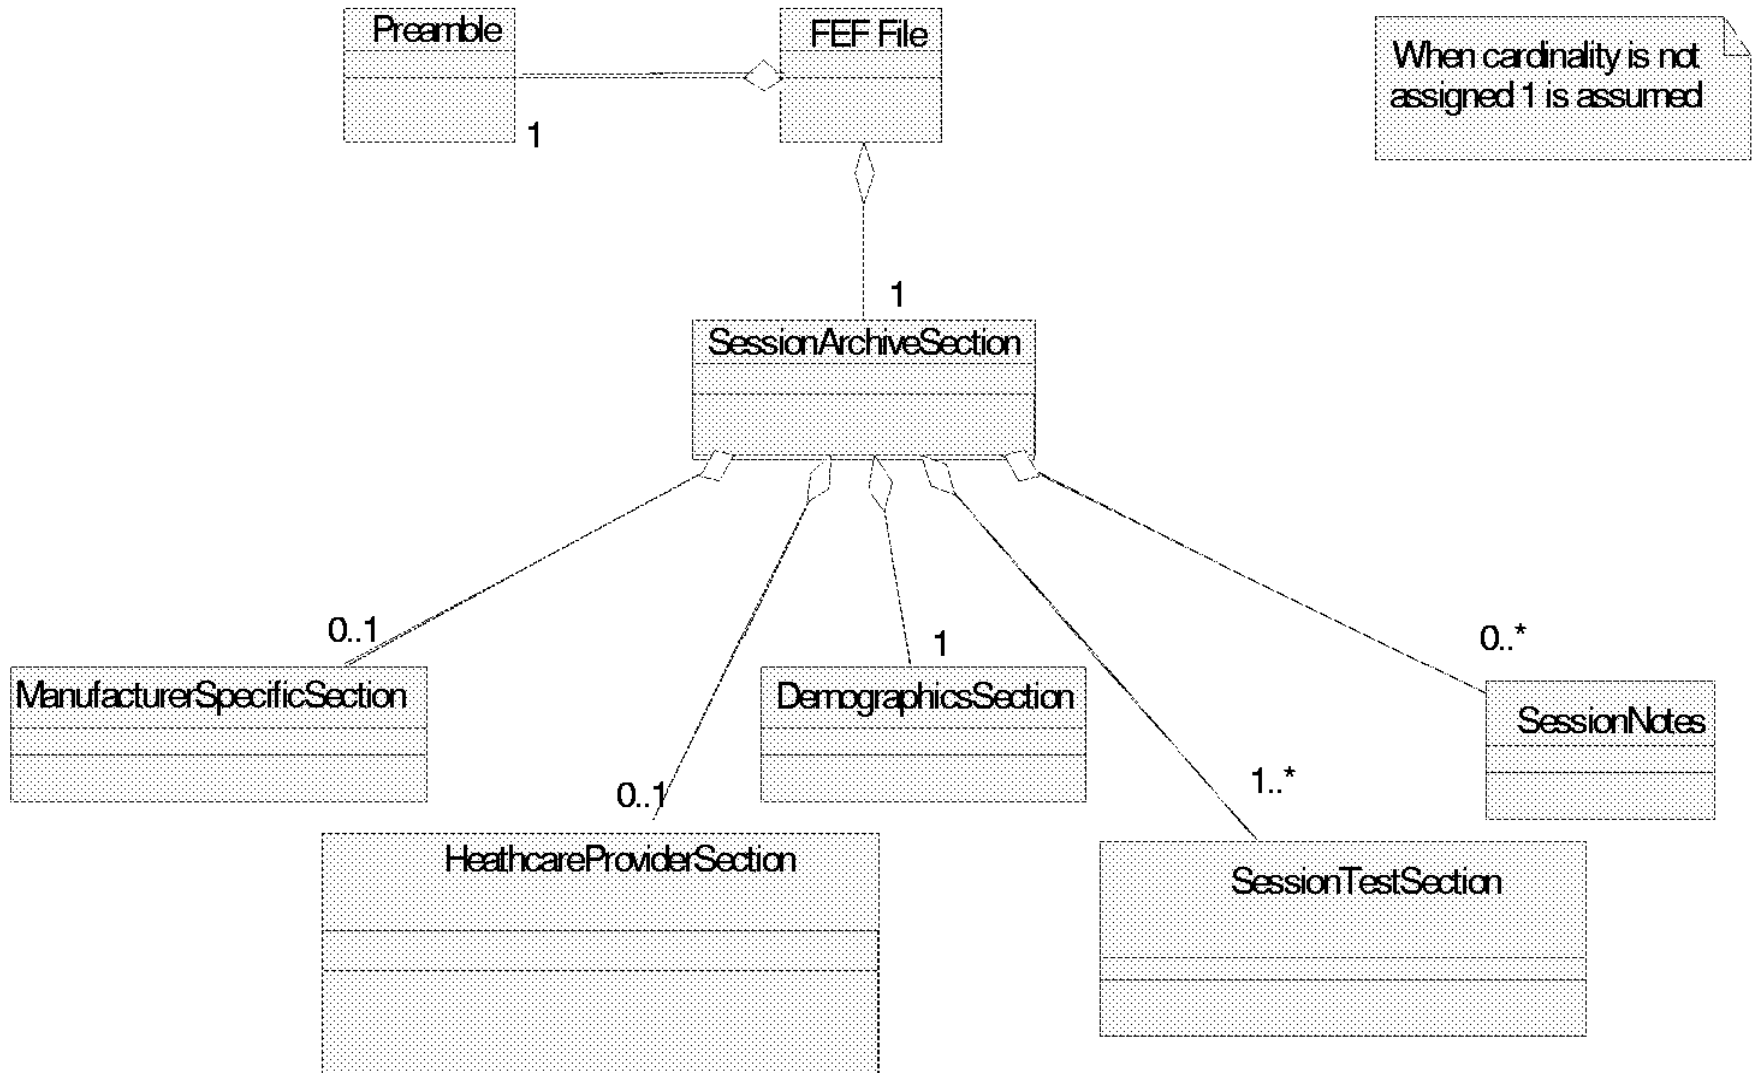 Preamble
FEF File
When cardinality is not
assigned 1 is assumed
1
1
SessionArchiveSection
0..1
1
0..*
ManufacturerSpecificSection
DemographicsSection
SessionNotes
0..1
1..*
HeathcareProviderSection
SessionTestSection